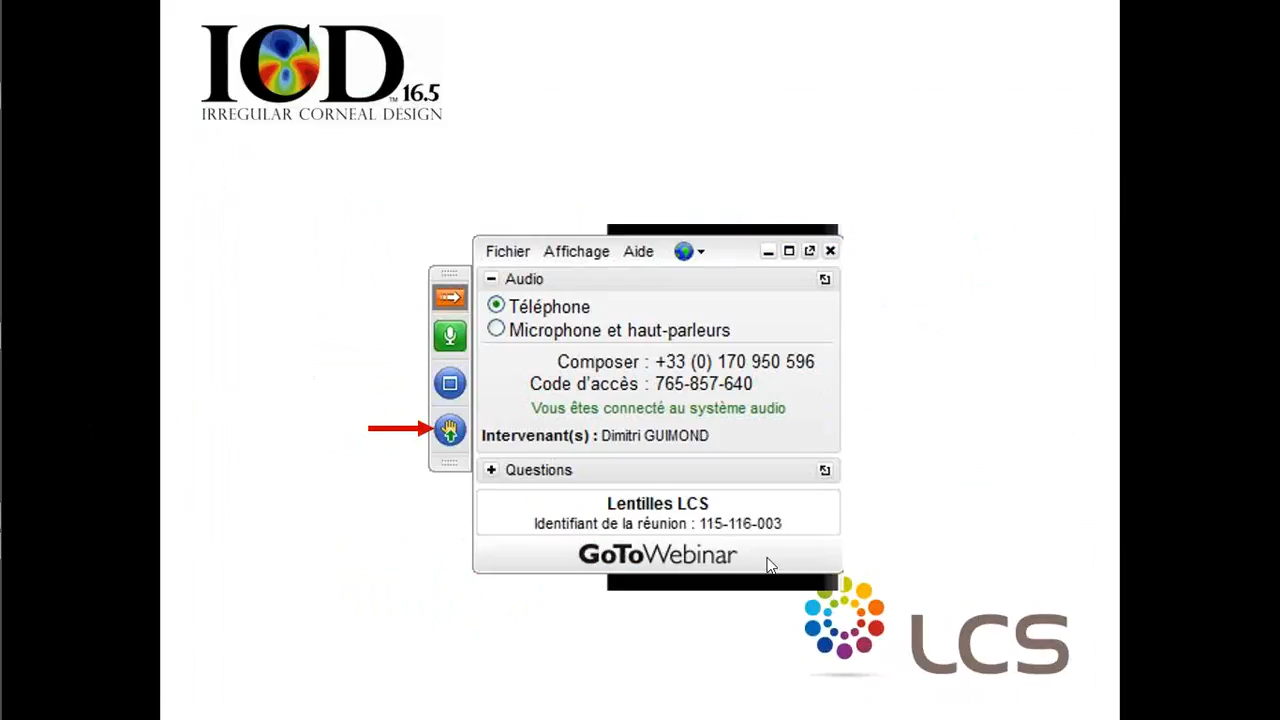 ICD™ 16.5
IRREGULAR CORNEAL DESIGN
Fichier Affichage Aide
Audio
Téléphone
Microphone et haut-parleurs
Composer : +33 (0) 170 950 596
Code d'accès : 765-857-640
Vous êtes connecté au système audio
Intervenant(s) : Dimitri GUIMOND
Questions
Lentilles LCS
Identifiant de la réunion : 115-116-003
GoToWebinar
LCS